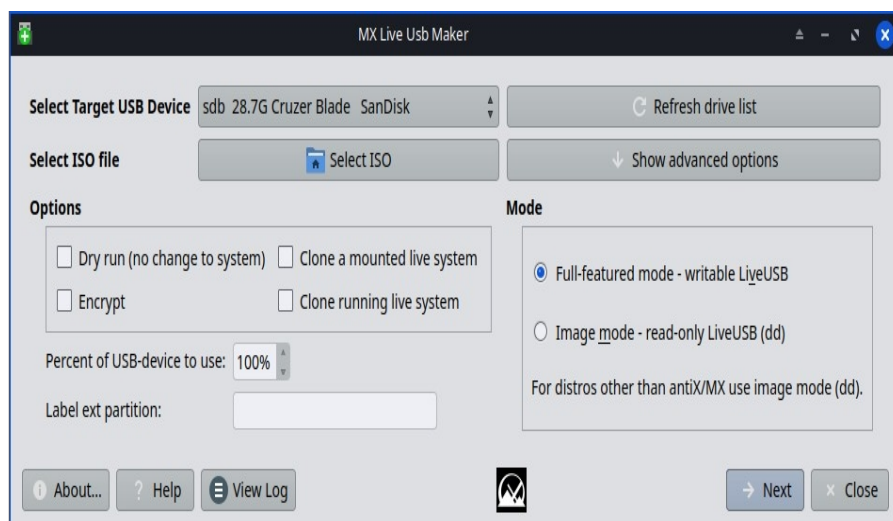 MX Live Usb Maker
Select Target USB Device sdb 28.7G Cruzer Blade SanDisk Refresh drive list
Select ISO file Select ISO Show advanced options
Options
Dry run (no change to system) Clone a mounted live system
Encrypt Clone running live system
Percent of USB-device to use: 100%
Label ext partition:
Mode
Full-featured mode - writable LiveUSB
Image mode - read-only LiveUSB (dd)
For distros other than antiX/MX use image mode (dd).
About... Help View Log Next Close